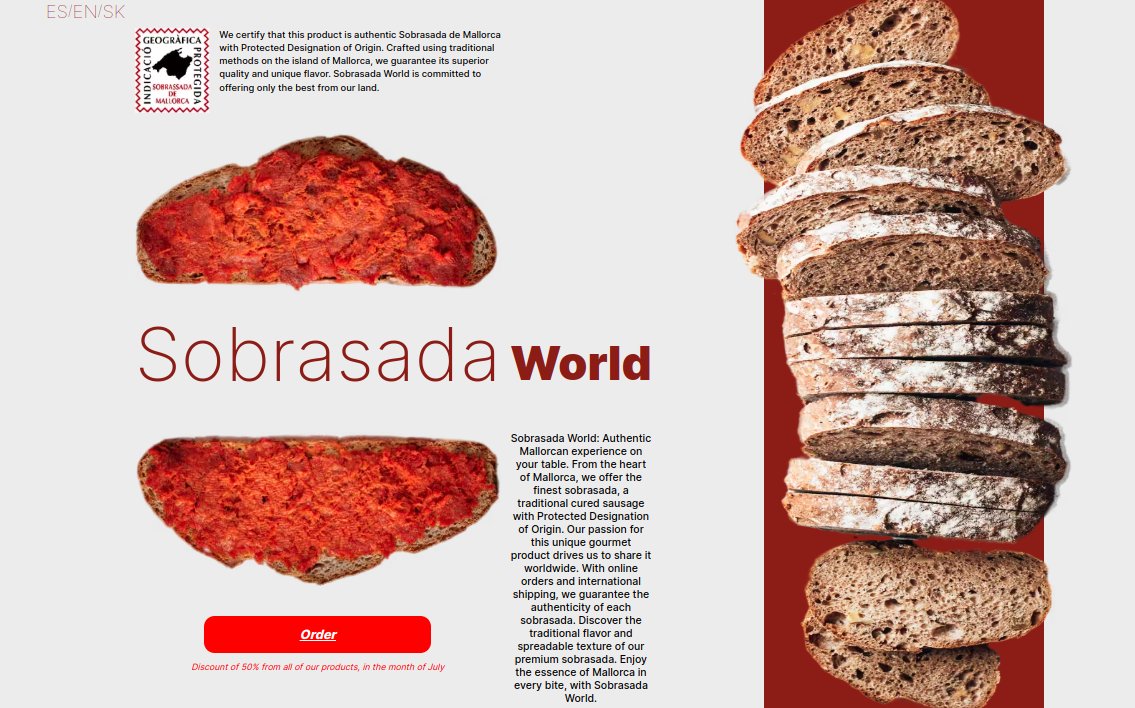 ES/EN/SK
GEOGRÀFICA
INDICACIÓ
PROTEGIDA
SOBRASSADA
DE
MALLORCA
We certify that this product is authentic Sobrasada de Mallorca
with Protected Designation of Origin. Crafted using traditional
methods on the island of Mallorca, we guarantee its superior
quality and unique flavor. Sobrasada World is committed to
offering only the best from our land.
Sobrasada World
Sobrasada World: Authentic
Mallorcan experience on
your table. From the heart
of Mallorca, we offer the
finest sobrasada, a
traditional cured sausage
with Protected Designation
of Origin. Our passion for
this unique gourmet
product drives us to share it
worldwide. With online
orders and international
shipping, we guarantee the
authenticity of each
sobrasada. Discover the
traditional flavor and
spreadable texture of our
premium sobrasada. Enjoy
the essence of Mallorca in
every bite, with Sobrasada
World.
Order
Discount of 50% from all of our products, in the month of July